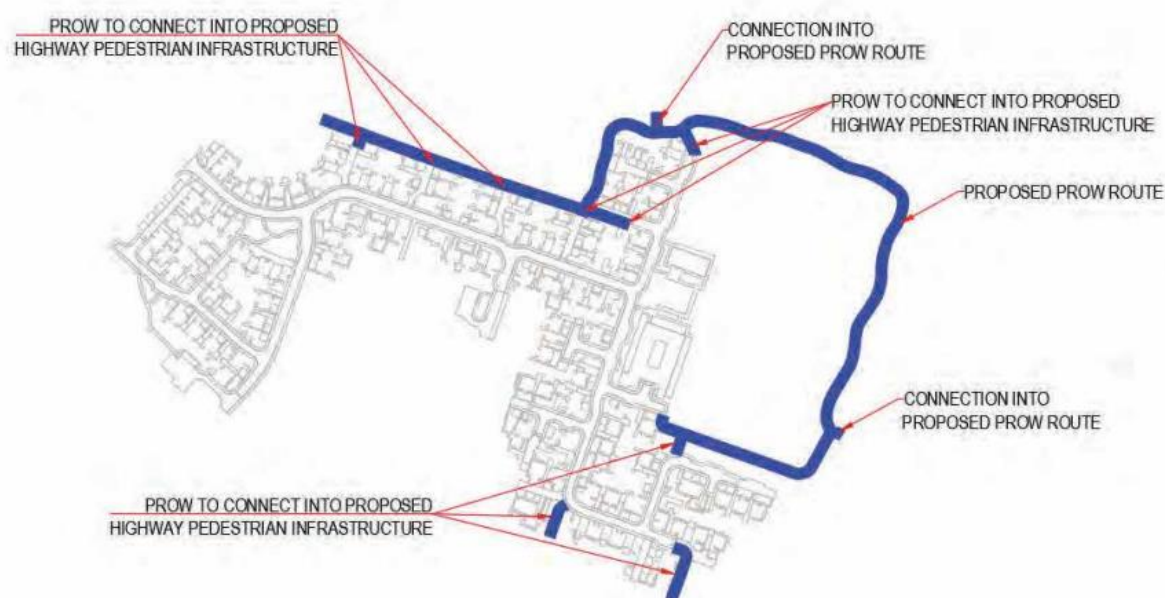 PROW TO CONNECT INTO PROPOSED
HIGHWAY PEDESTRIAN INFRASTRUCTURE
CONNECTION INTO
PROPOSED PROW ROUTE
PROW TO CONNECT INTO PROPOSED
HIGHWAY PEDESTRIAN INFRASTRUCTURE
PROPOSED PROW ROUTE
CONNECTION INTO
PROPOSED PROW ROUTE
PROW TO CONNECT INTO PROPOSED
HIGHWAY PEDESTRIAN INFRASTRUCTURE